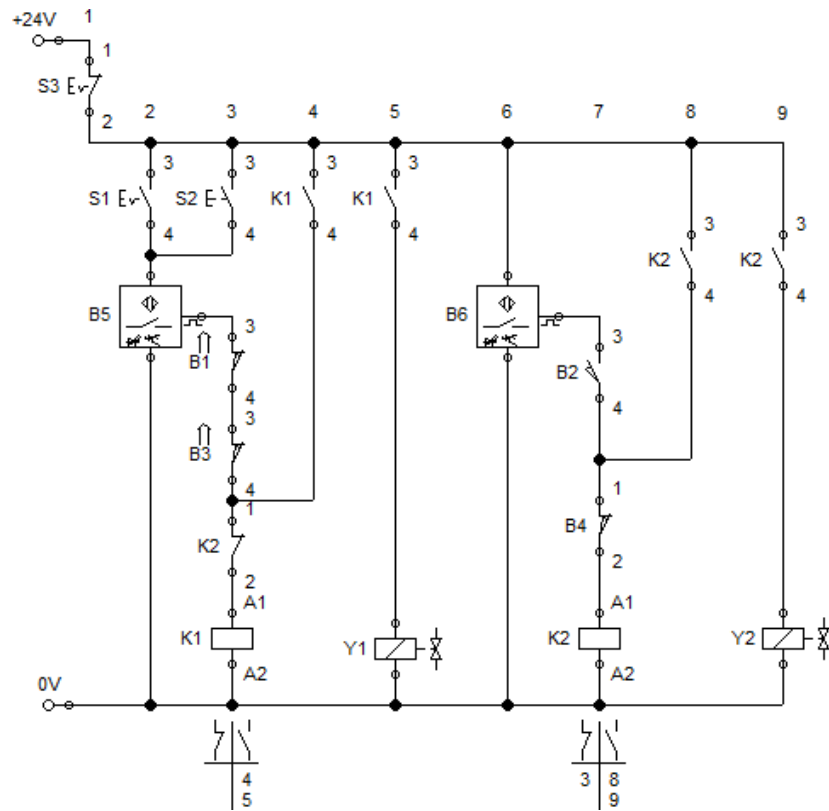 +24V 1
1
S3
2
2 3 4 5 6 7 8 9
3 3 3 3
S1 S2 K1 K1
4 4 4 4
3 3
K2 K2
4 4
B5 B6
3 3
B1 B2
4 4
3
B3
4
1 1
B4
K2 2
2
A1 A1
K1 Y1 K2 Y2
A2 A2
0V
4 3 8
5 9